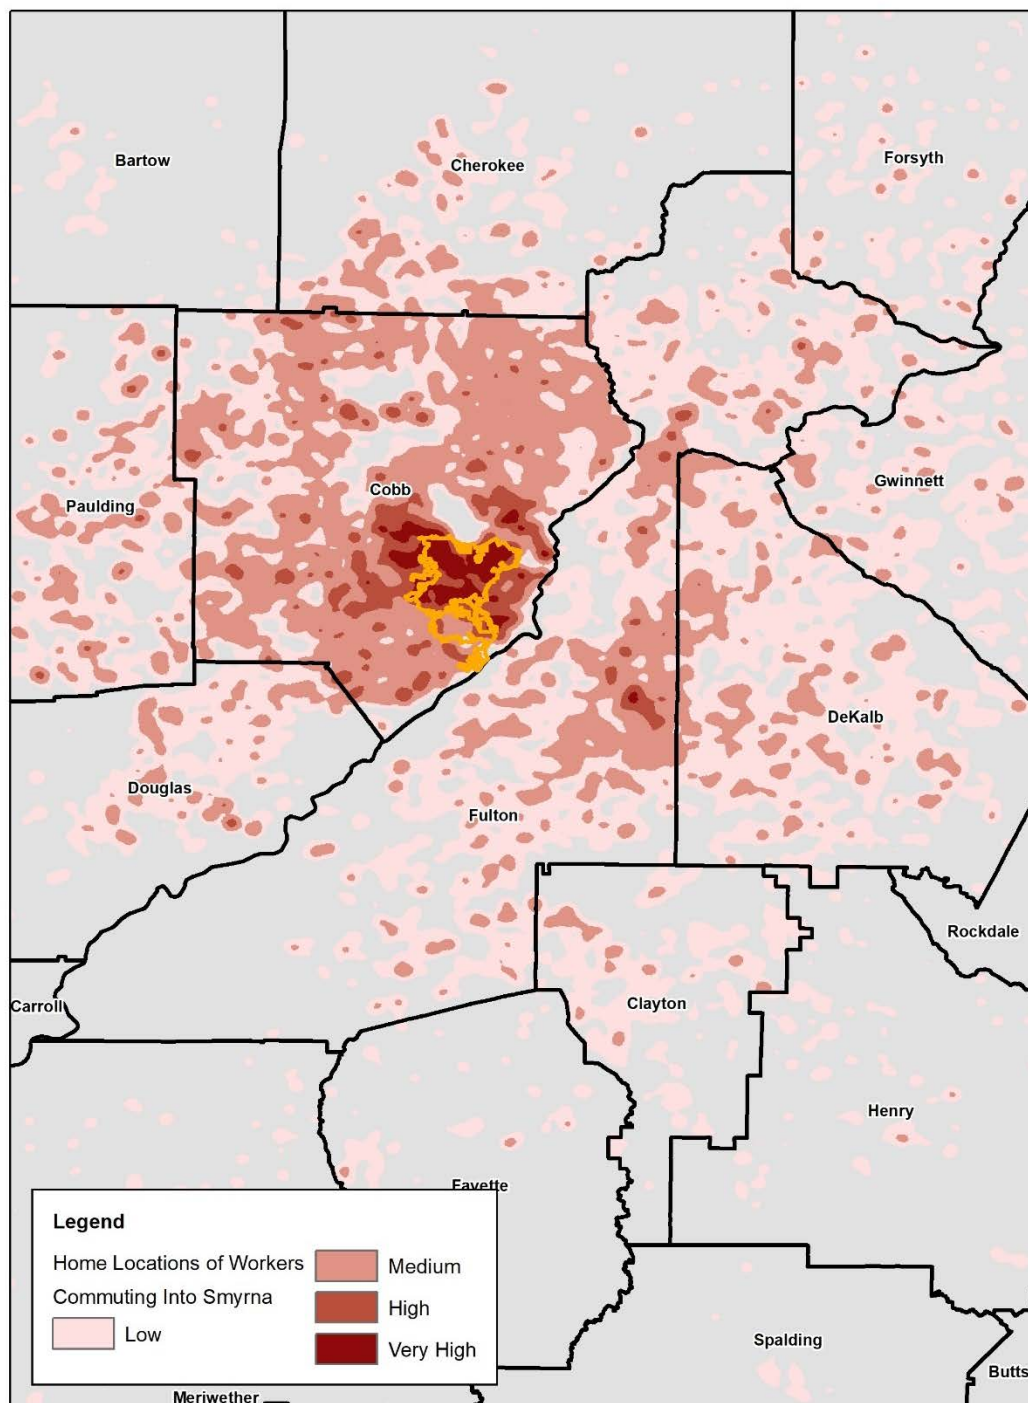 Bartow
Cherokee
Forsyth
Paulding
Cobb
Gwinnett
DeKalb
Douglas
Fulton
Rockdale
Carroll
Clayton
Henry
Fayette
Legend
Home Locations of Workers
Commuting Into Smyrna
Low
Medium
High
Very High
Spalding
Butts
Meriwether